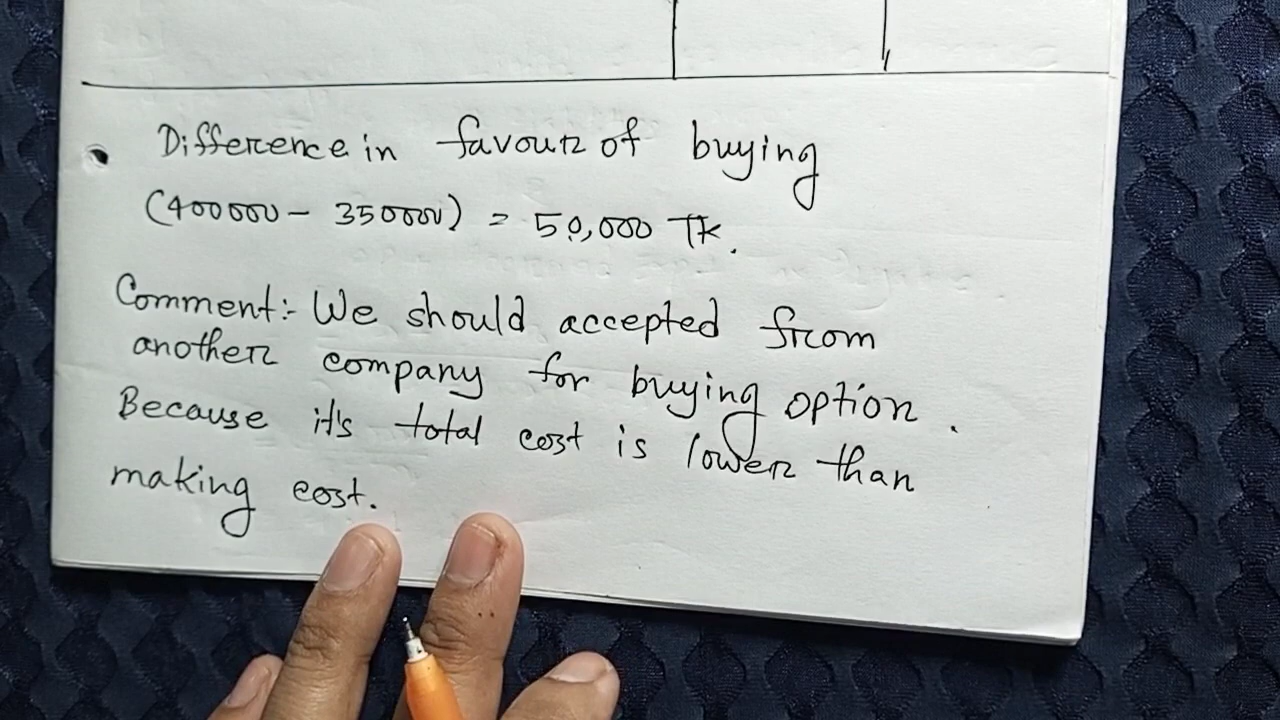 Difference in favour of buying
(400000 - 350000) = 50,000 TK.
Comment:- We should accepted from
another company for buying option.
Because it's total cost is lower than
making cost.